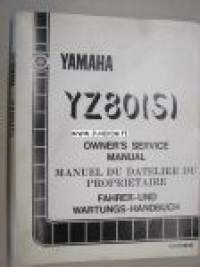 YAMAHA
YZ80(S)
OWNER'S SERVICE
MANUAL
MANUEL DU DATELIER DU
PROPRIETAIRE
FAHRER-UND
WARTUNGS-HANDBUCH